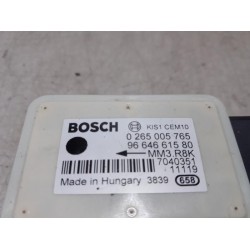 BOSCH KIS1 CEM10
0 265 005 765
96 646 615 80
MM3.R8K
7040351
11119
Made in Hungary 3839 658